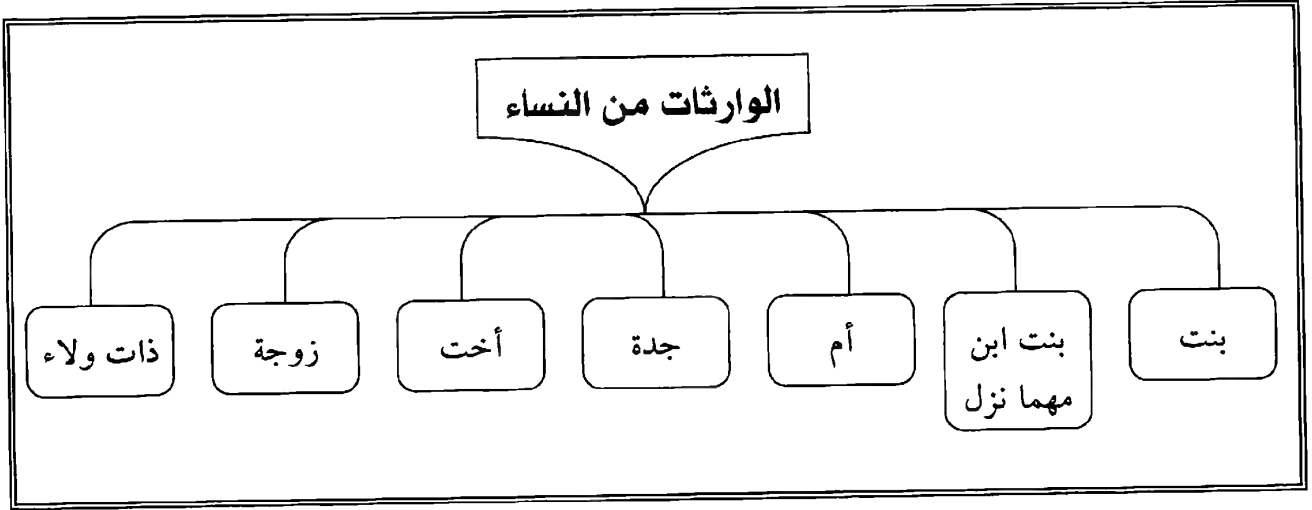 الوارثات من النساء
بنت
بنت ابن
مهما نزل
أم
جدة
أخت
زوجة
ذات ولاء